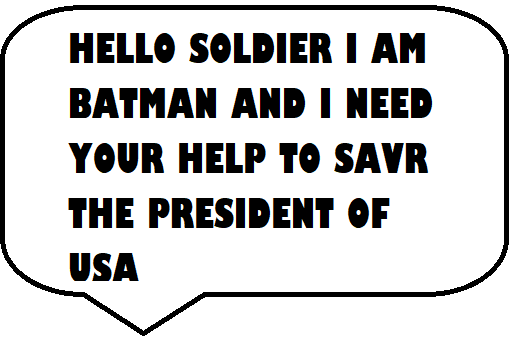 HELLO SOLDIER I AM
BATMAN AND I NEED
YOUR HELP TO SAVR
THE PRESIDENT OF
USA